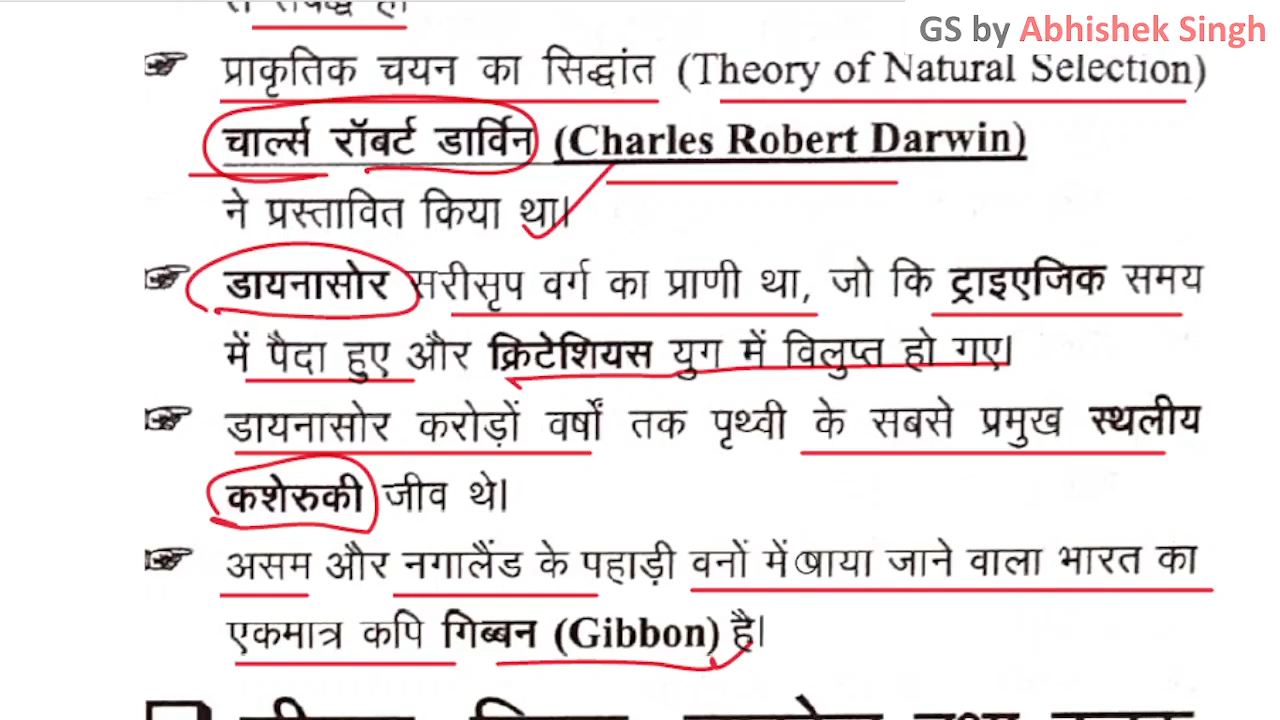 GS by Abhishek Singh
प्राकृतिक चयन का सिद्धांत (Theory of Natural Selection)
चार्ल्स रॉबर्ट डार्विन (Charles Robert Darwin)
ने प्रस्तावित किया था।
डायनासोर सरीसृप वर्ग का प्राणी था, जो कि ट्राइएजिक समय
में पैदा हुए और क्रिटेशियस युग में विलुप्त हो गए।
डायनासोर करोड़ों वर्षों तक पृथ्वी के सबसे प्रमुख स्थलीय
कशेरुकी जीव थे।
असम और नगालैंड के पहाड़ी वनों में पाया जाने वाला भारत का
एकमात्र कपि गिब्बन (Gibbon) है।